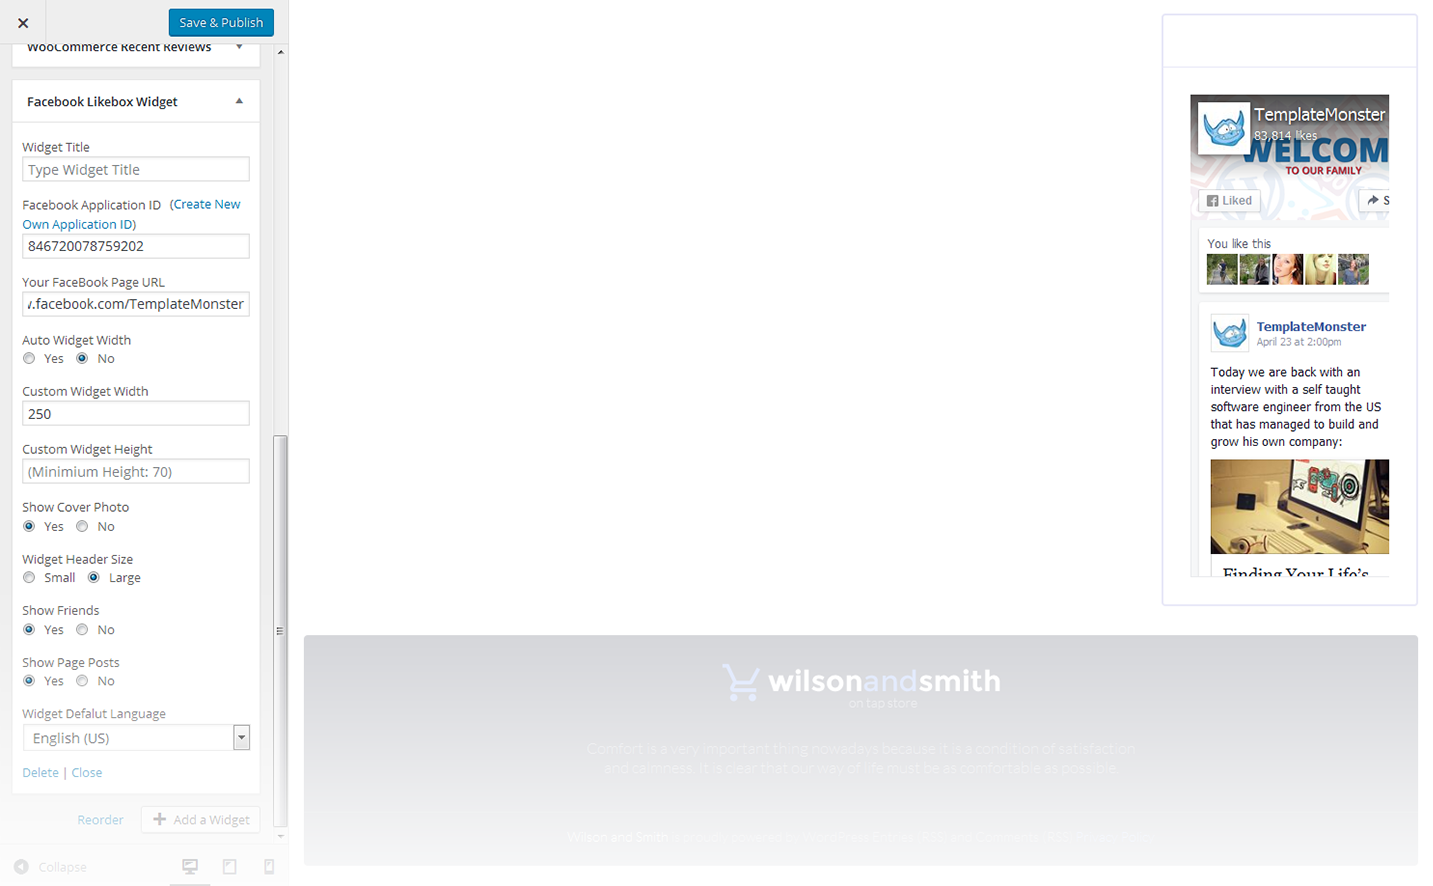 Save & Publish
WooCommerce Recent Reviews
Facebook Likebox Widget
Widget Title
Type Widget Title
Facebook Application ID (Create New
Own Application ID)
846720078759202
Your FaceBook Page URL
.facebook.com/TemplateMonster
Auto Widget Width
Yes No
Custom Widget Width
250
Custom Widget Height
(Minimium Height: 70)
Show Cover Photo
Yes No
Widget Header Size
Small Large
Show Friends
Yes No
Show Page Posts
Yes No
Widget Defalut Language
English (US)
Delete | Close
Reorder
Add a Widget
Collapse
TemplateMonster
83,814 likes
WELCOM
TO OUR FAMILY
Liked
S
You like this
TemplateMonster
April 23 at 2:00pm
Today we are back with an
interview with a self taught
software engineer from the US
that has managed to build and
grow his own company:
Finding Your Life's
wilsonandsmith
on tap store
Comfort is a very important thing nowadays because it is a condition of satisfaction
and calmness. It is clear that our way of life must be as comfortable as possible.
Wilson and Smith